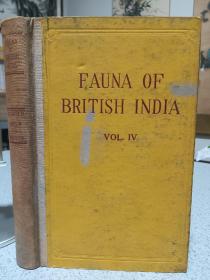 FAUNA OF
BRITISH INDIA
VOL. IV